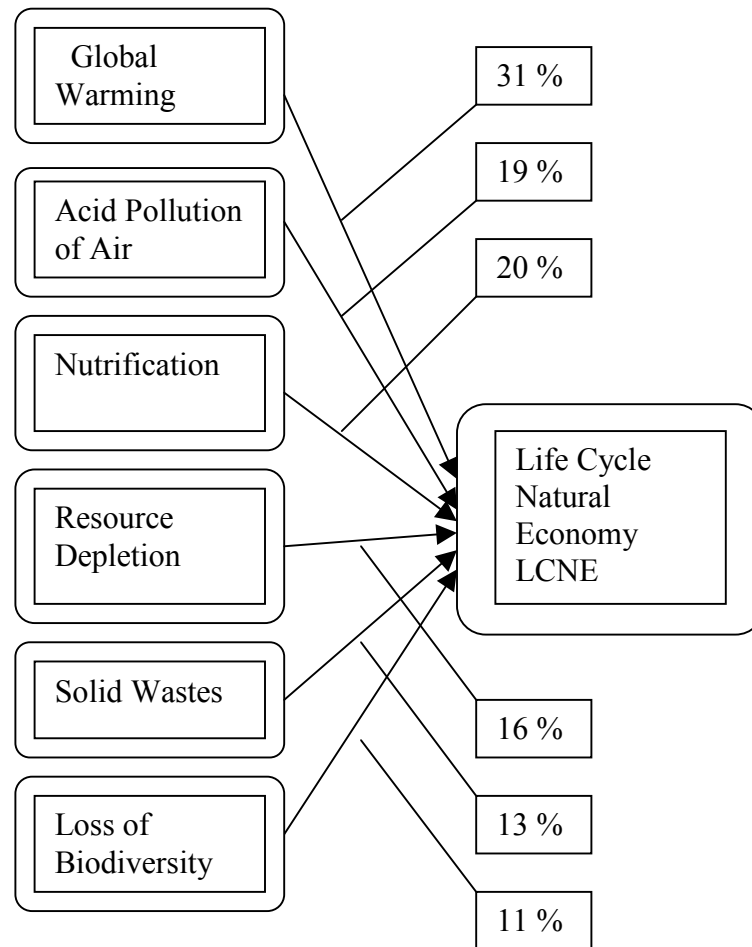 Global
Warming
31 %
Acid Pollution
of Air
19 %
20 %
Nutrification
Life Cycle
Natural
Economy
LCNE
Resource
Depletion
Solid Wastes
16 %
Loss of
Biodiversity
13 %
11 %